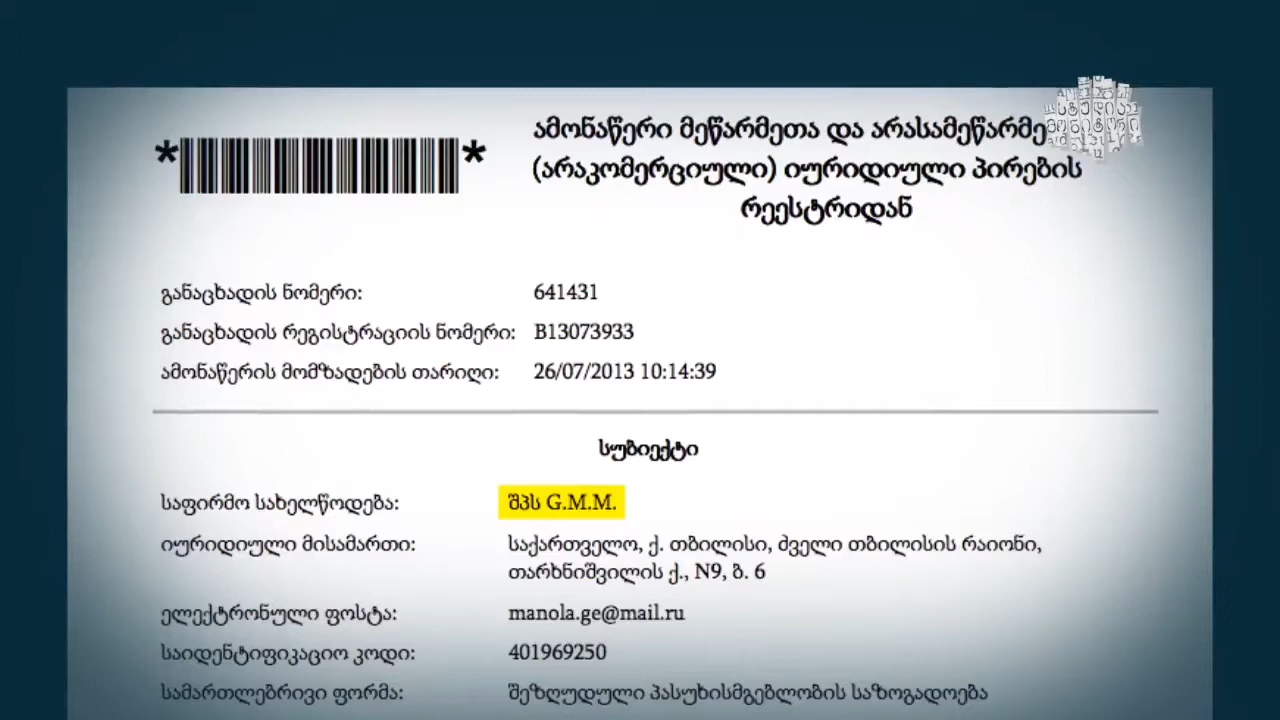 ამონაწერი მეწარმეთა და არასამეწარმე
(არაკომერციული) იურიდიული პირების
რეესტრიდან
განაცხადის ნომერი: 641431
განაცხადის რეგისტრაციის ნომერი: B13073933
ამონაწერის მომზადების თარიღი: 26/07/2013 10:14:39
სუბიექტი
საფირმო სახელწოდება: შპს G.M.M.
იურიდიული მისამართი: საქართველო, ქ. თბილისი, ძველი თბილისის რაიონი,
თარხნიშვილის ქ., N9, ბ. 6
ელექტრონული ფოსტა: manola.ge@mail.ru
საიდენტიფიკაციო კოდი: 401969250
სამართლებრივი ფორმა: შეზღუდული პასუხისმგებლობის საზოგადოება